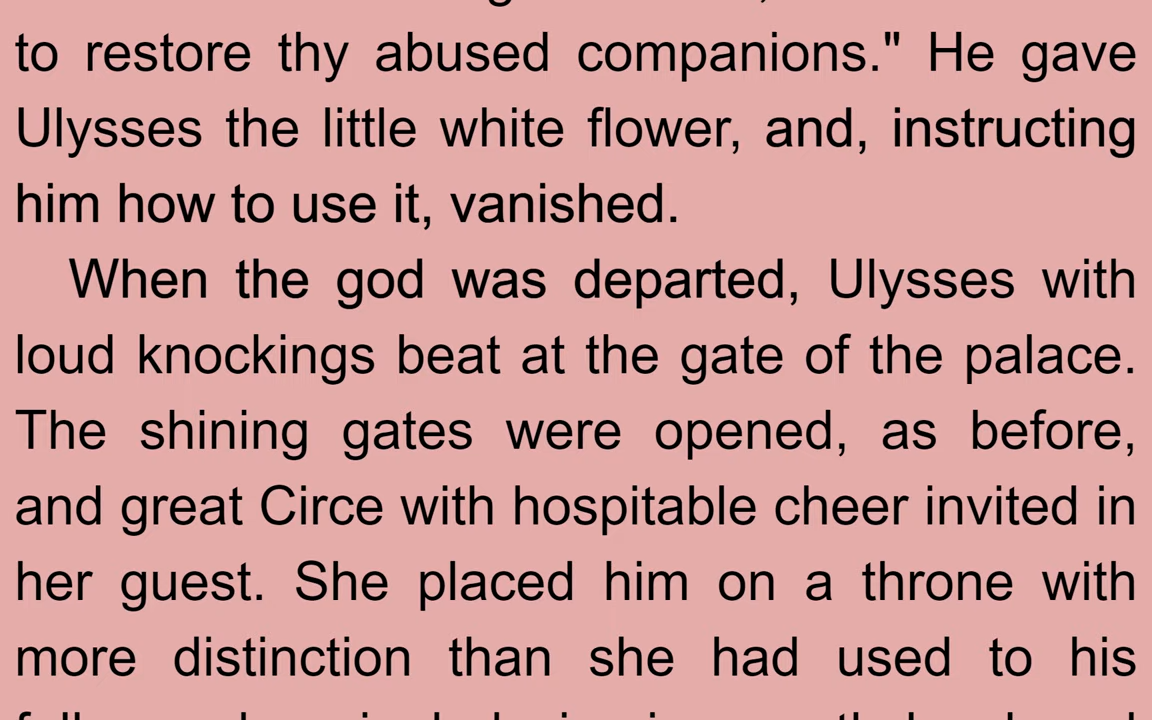 to restore thy abused companions." He gave
Ulysses the little white flower, and, instructing
him how to use it, vanished.
When the god was departed, Ulysses with
loud knockings beat at the gate of the palace.
The shining gates were opened, as before,
and great Circe with hospitable cheer invited in
her guest. She placed him on a throne with
more distinction than she had used to his